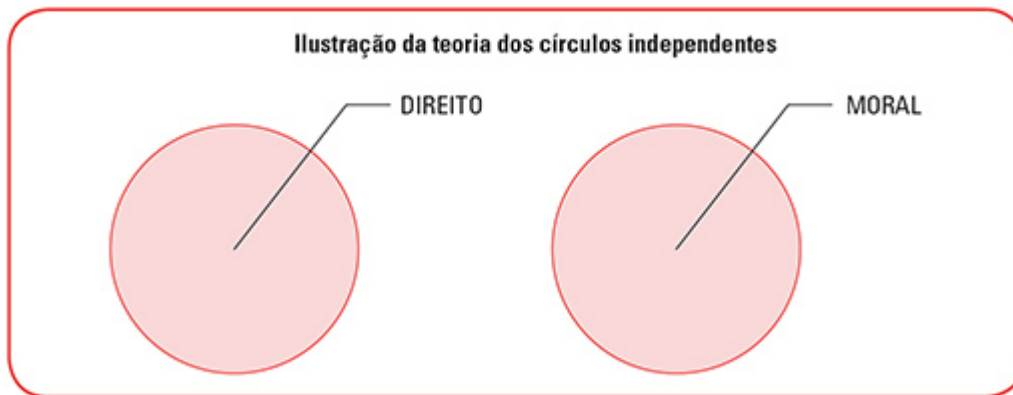 Ilustração da teoria dos círculos independentes
DIREITO
MORAL